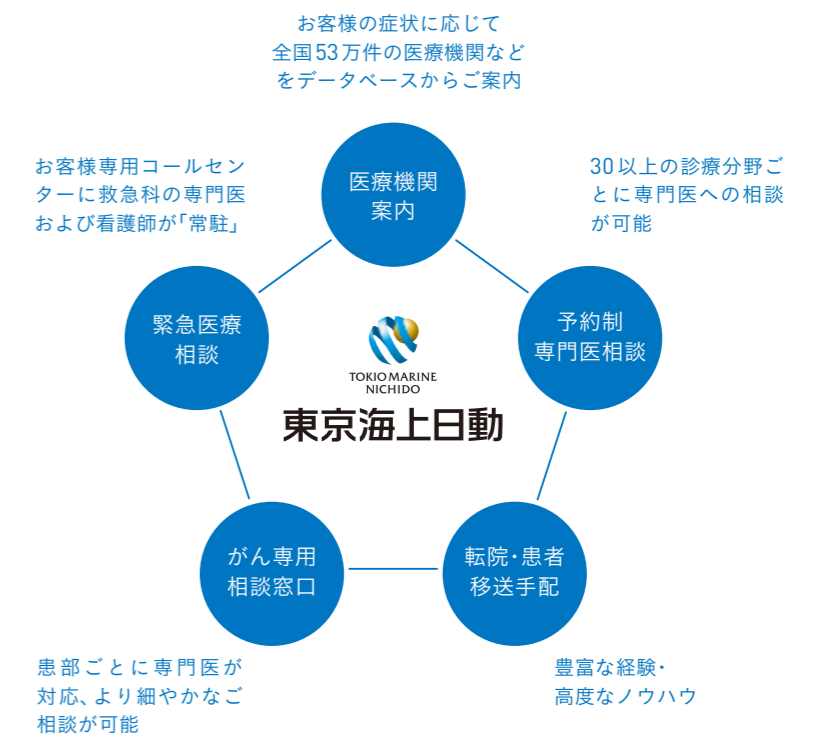 お客様の症状に応じて
全国53万件の医療機関など
をデータベースからご案内
医療機関
案内
お客様専用コールセン
ターに救急科の専門医
および看護師が「常駐」
30以上の診療分野ご
とに専門医への相談
が可能
緊急医療
相談
予約制
専門医相談
TOKIO MARINE
NICHIDO
東京海上日動
がん専用
相談窓口
転院・患者
移送手配
患部ごとに専門医が
対応、より細やかなご
相談が可能
豊富な経験・
高度なノウハウ